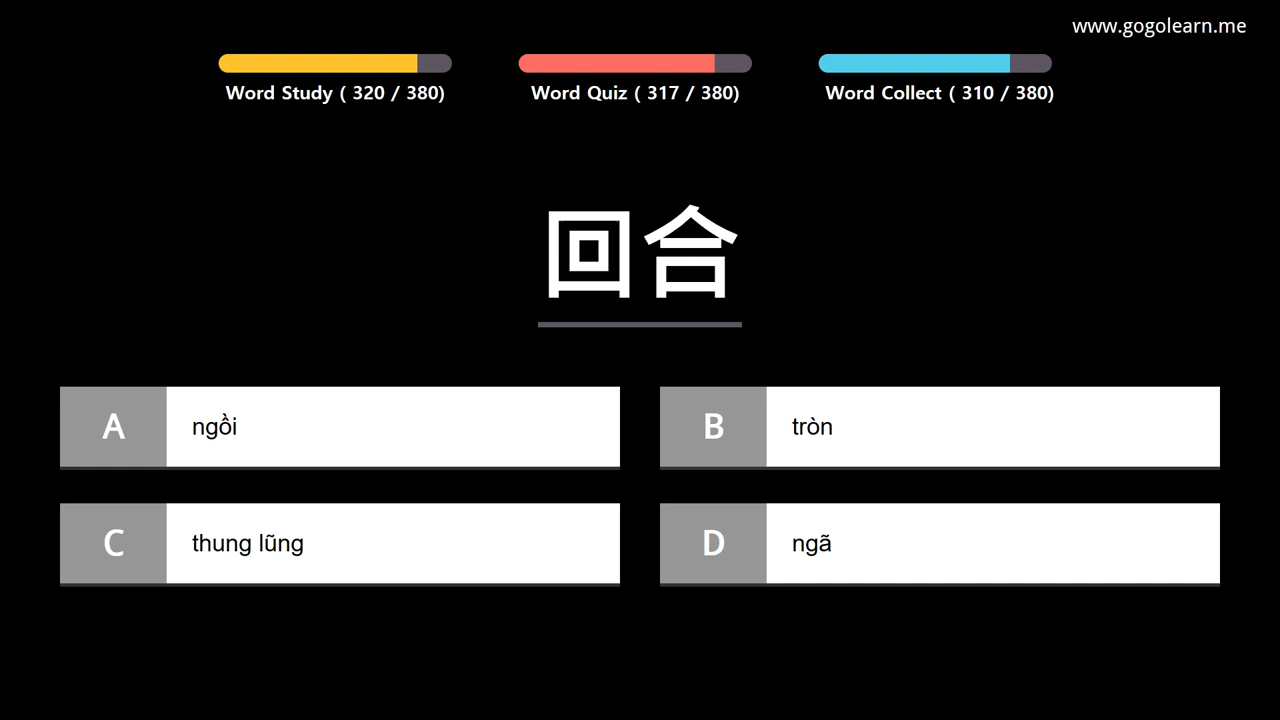 www.gogolearn.me
Word Study ( 320 / 380)
Word Quiz ( 317 / 380)
Word Collect ( 310 / 380)
回合
A ngồi
B tròn
C thung lũng
D ngã